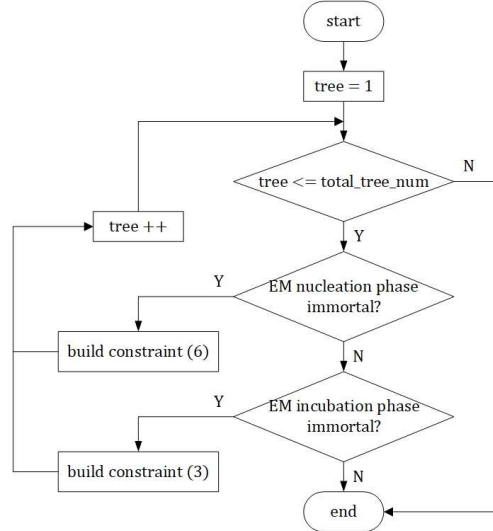 start
tree = 1
tree <= total_tree_num
N
tree ++
Y
EM nucleation phase
immortal?
Y
build constraint (6)
N
EM incubation phase
immortal?
Y
build constraint (3)
N
end